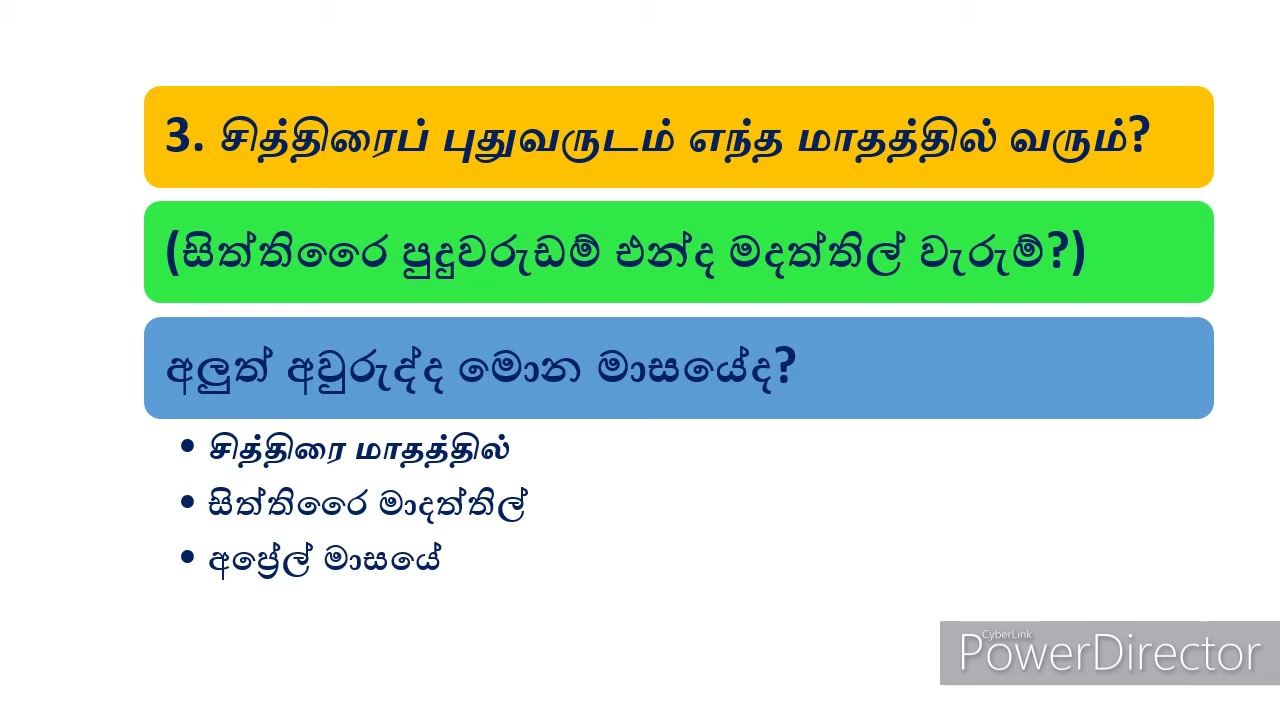 3. சித்திரைப் புதுவருடம் எந்த மாதத்தில் வரும்?
(සිත්තිරෛ පුදුවරුඩම් එන්ද මදත්තිල් වැරුම්?)
අලුත් අවුරුද්ද මොන මාසයේද?
• சித்திரை மாதத்தில்
• සිත්තිරෛ මාදත්තිල්
• අප්‍රේල් මාසයේ
CyberLink
PowerDirector